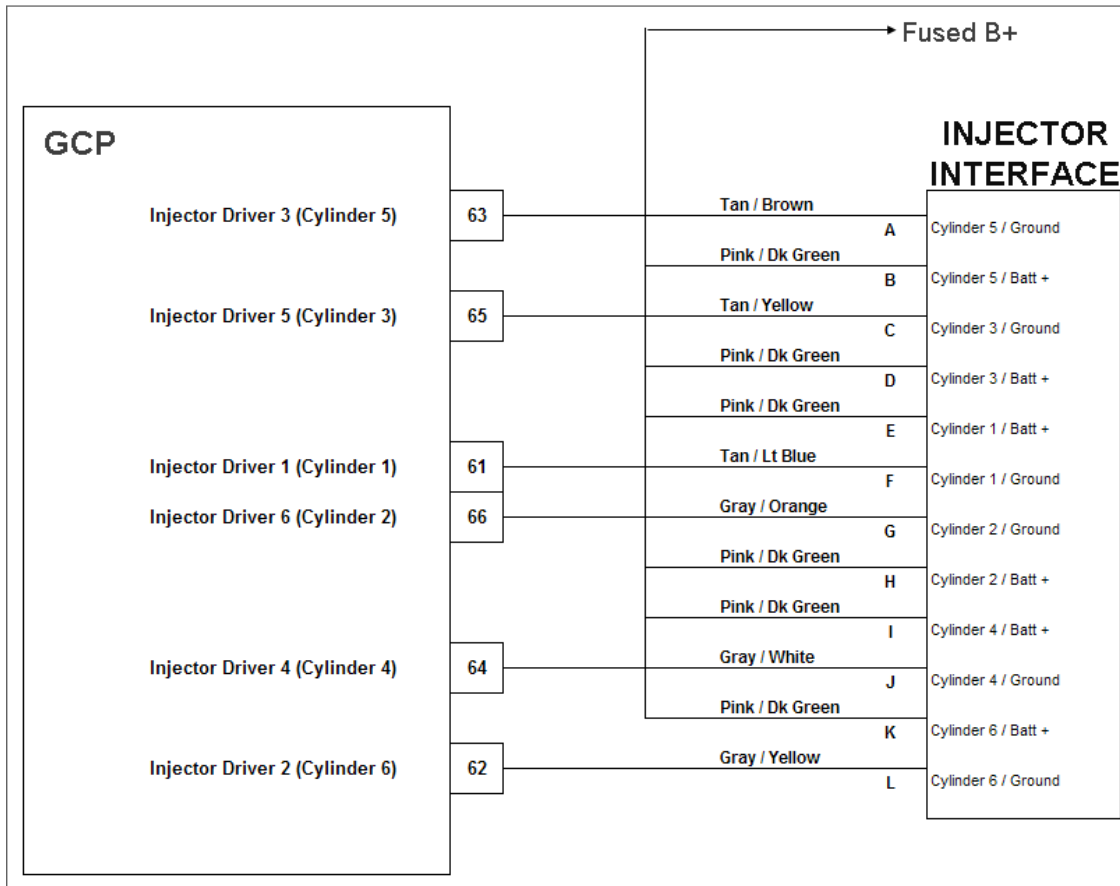 Fused B+
GCP
INJECTOR
INTERFACE
Injector Driver 3 (Cylinder 5)
63
Tan / Brown
A
Cylinder 5 / Ground
Pink / Dk Green
B
Cylinder 5 / Batt +
Injector Driver 5 (Cylinder 3)
65
Tan / Yellow
C
Cylinder 3 / Ground
Pink / Dk Green
D
Cylinder 3 / Batt +
Pink / Dk Green
E
Cylinder 1 / Batt +
Injector Driver 1 (Cylinder 1)
61
Tan / Lt Blue
F
Cylinder 1 / Ground
Injector Driver 6 (Cylinder 2)
66
Gray / Orange
G
Cylinder 2 / Ground
Pink / Dk Green
H
Cylinder 2 / Batt +
Pink / Dk Green
I
Cylinder 4 / Batt +
Injector Driver 4 (Cylinder 4)
64
Gray / White
J
Cylinder 4 / Ground
Pink / Dk Green
K
Cylinder 6 / Batt +
Injector Driver 2 (Cylinder 6)
62
Gray / Yellow
L
Cylinder 6 / Ground